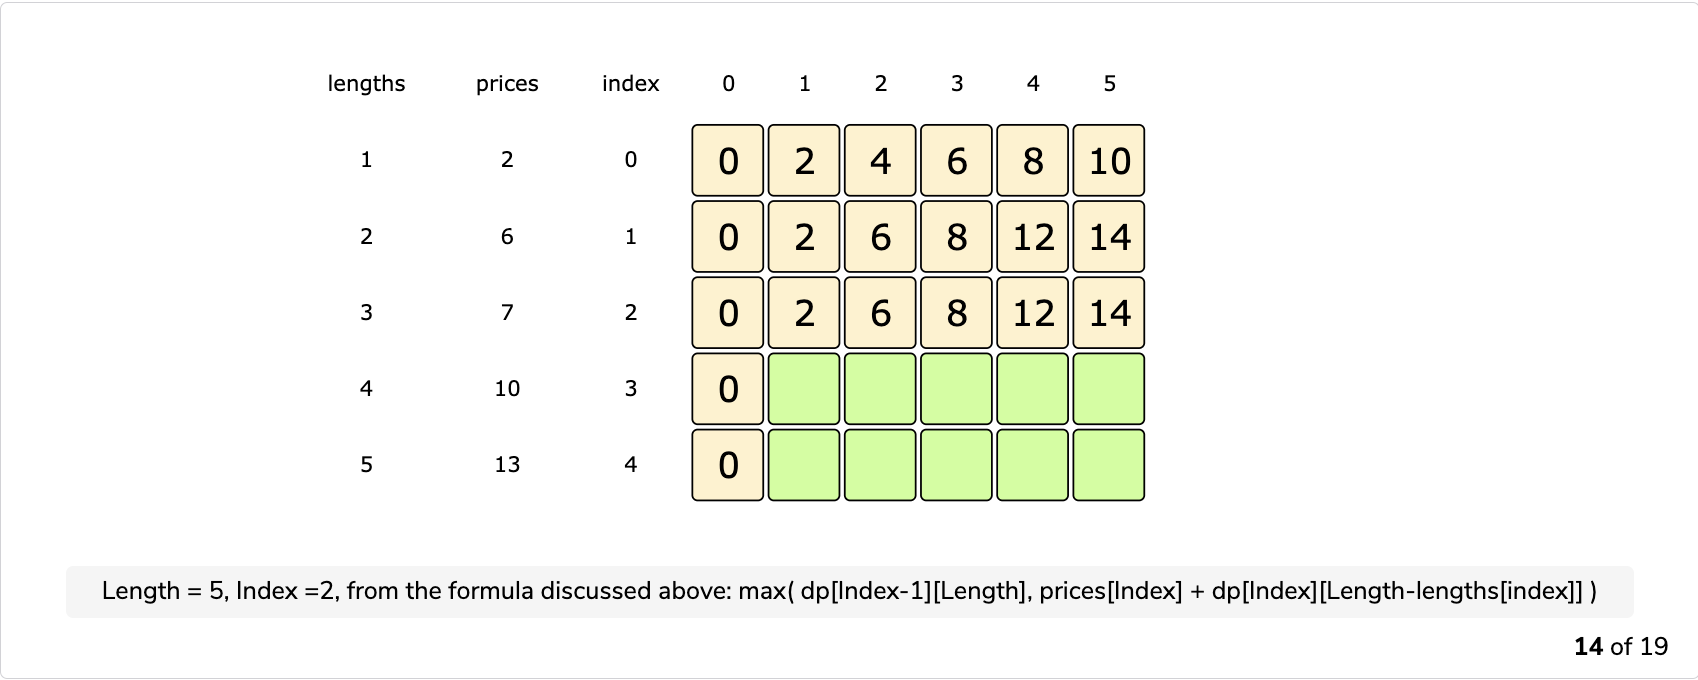 lengths prices index 0 1 2 3 4 5
1 2 0 0 2 4 6 8 10
2 6 1 0 2 6 8 12 14
3 7 2 0 2 6 8 12 14
4 10 3 0
5 13 4 0
Length = 5, Index =2, from the formula discussed above: max( dp[Index-1][Length], prices[Index] + dp[Index][Length-lengths[index]] )
14 of 19